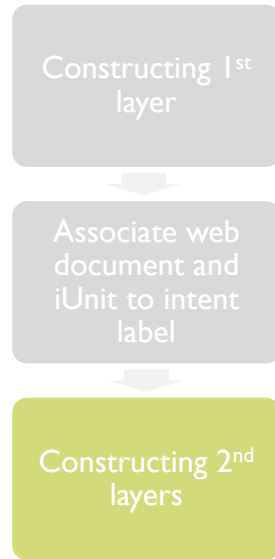 Constructing 1st
layer
Associate web
document and
iUnit to intent
label
Constructing 2nd
layers